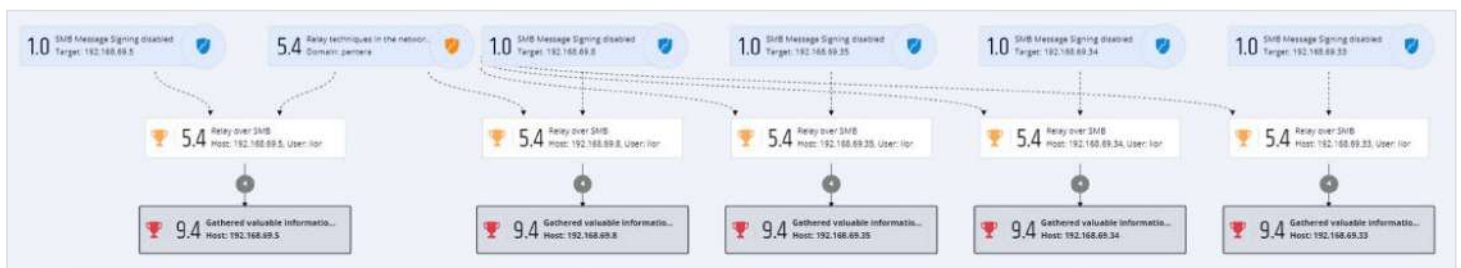 1.0 SMB Message Signing disabled
Target: 192.168.69.5
5.4 Relay techniques in the networ...
Domain: pentera
1.0 SMB Message Signing disabled
Target: 192.168.69.8
1.0 SMB Message Signing disabled
Target: 192.168.69.35
1.0 SMB Message Signing disabled
Target: 192.168.69.34
1.0 SMB Message Signing disabled
Target: 192.168.69.33
5.4 Relay over SMB
Host: 192.168.69.5, User: lior
5.4 Relay over SMB
Host: 192.168.69.8, User: lior
5.4 Relay over SMB
Host: 192.168.69.35, User: lior
5.4 Relay over SMB
Host: 192.168.69.34, User: lior
5.4 Relay over SMB
Host: 192.168.69.33, User: lior
9.4 Gathered valuable informatio...
Host: 192.168.69.5
9.4 Gathered valuable informatio...
Host: 192.168.69.8
9.4 Gathered valuable informatio...
Host: 192.168.69.35
9.4 Gathered valuable informatio...
Host: 192.168.69.34
9.4 Gathered valuable informatio...
Host: 192.168.69.33